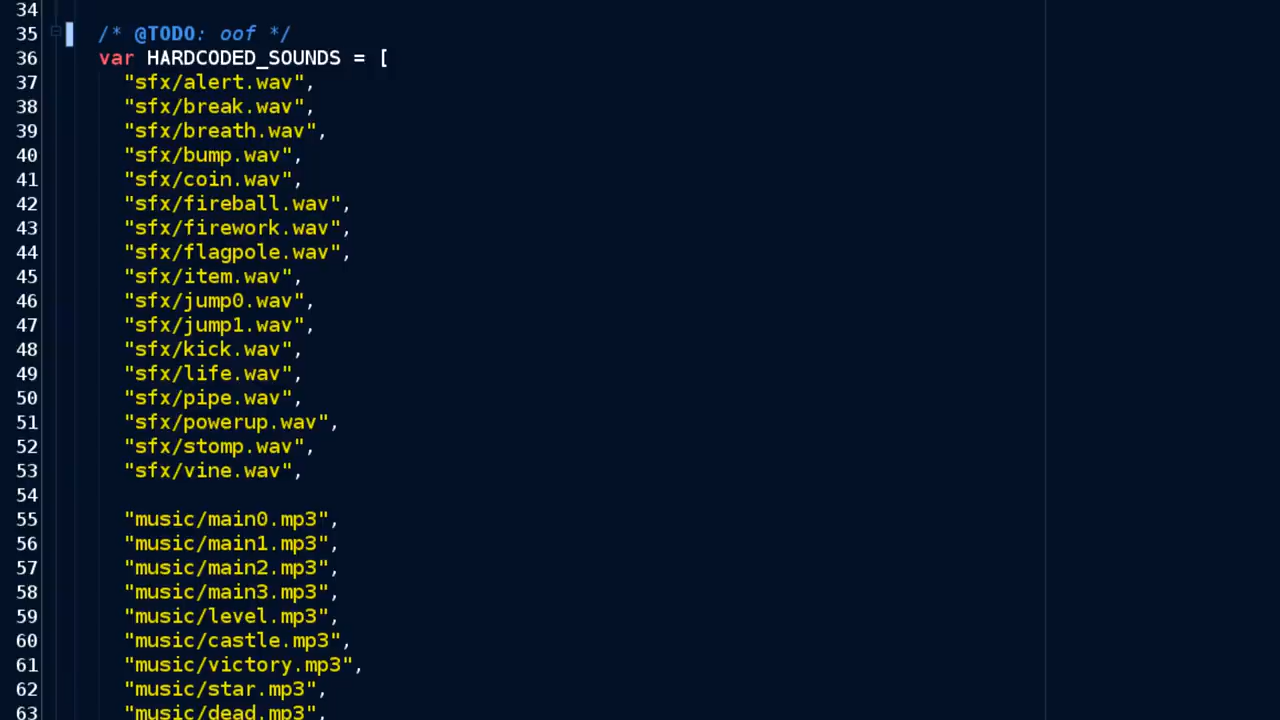 34
35 /* @TODO: oof */
36 var HARDCODED_SOUNDS = [
37 "sfx/alert.wav",
38 "sfx/break.wav",
39 "sfx/breath.wav",
40 "sfx/bump.wav",
41 "sfx/coin.wav",
42 "sfx/fireball.wav",
43 "sfx/firework.wav",
44 "sfx/flagpole.wav",
45 "sfx/item.wav",
46 "sfx/jump0.wav",
47 "sfx/jump1.wav",
48 "sfx/kick.wav",
49 "sfx/life.wav",
50 "sfx/pipe.wav",
51 "sfx/powerup.wav",
52 "sfx/stomp.wav",
53 "sfx/vine.wav",
54
55 "music/main0.mp3",
56 "music/main1.mp3",
57 "music/main2.mp3",
58 "music/main3.mp3",
59 "music/level.mp3",
60 "music/castle.mp3",
61 "music/victory.mp3",
62 "music/star.mp3",
63 "music/dead.mp3",